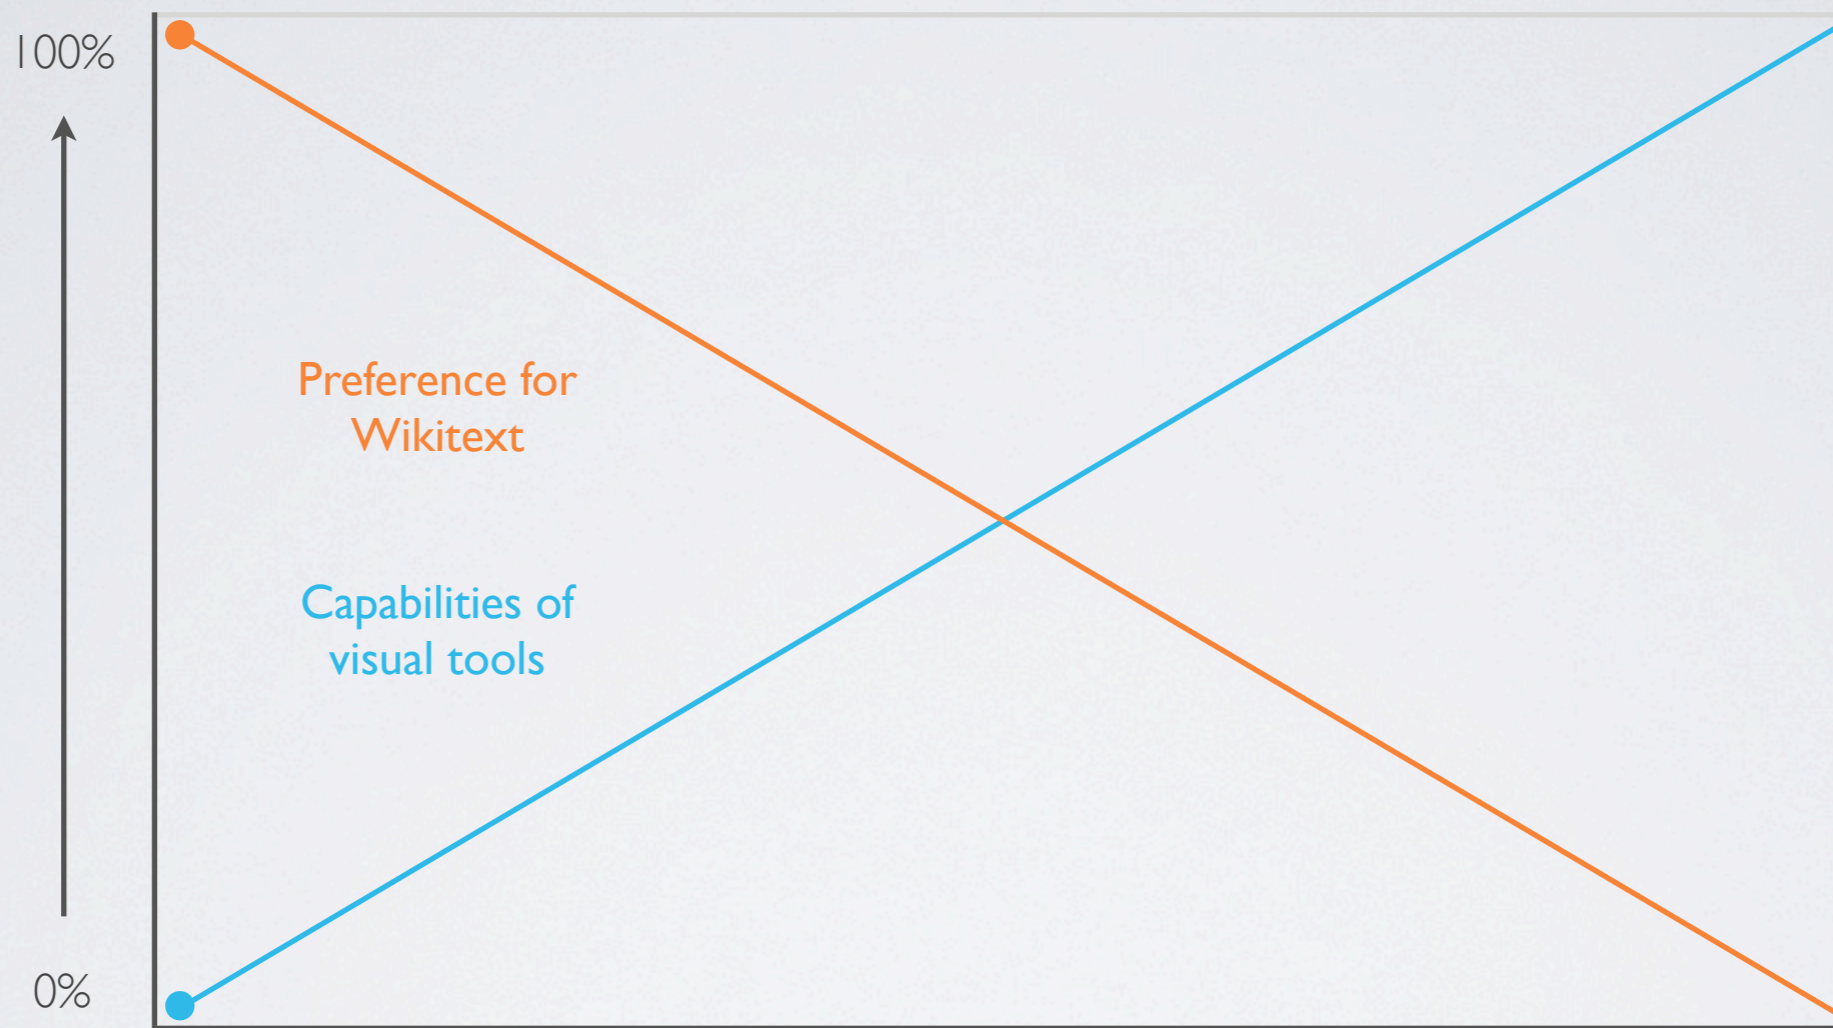 100%
Preference for
Wikitext
Capabilities of
visual tools
0%